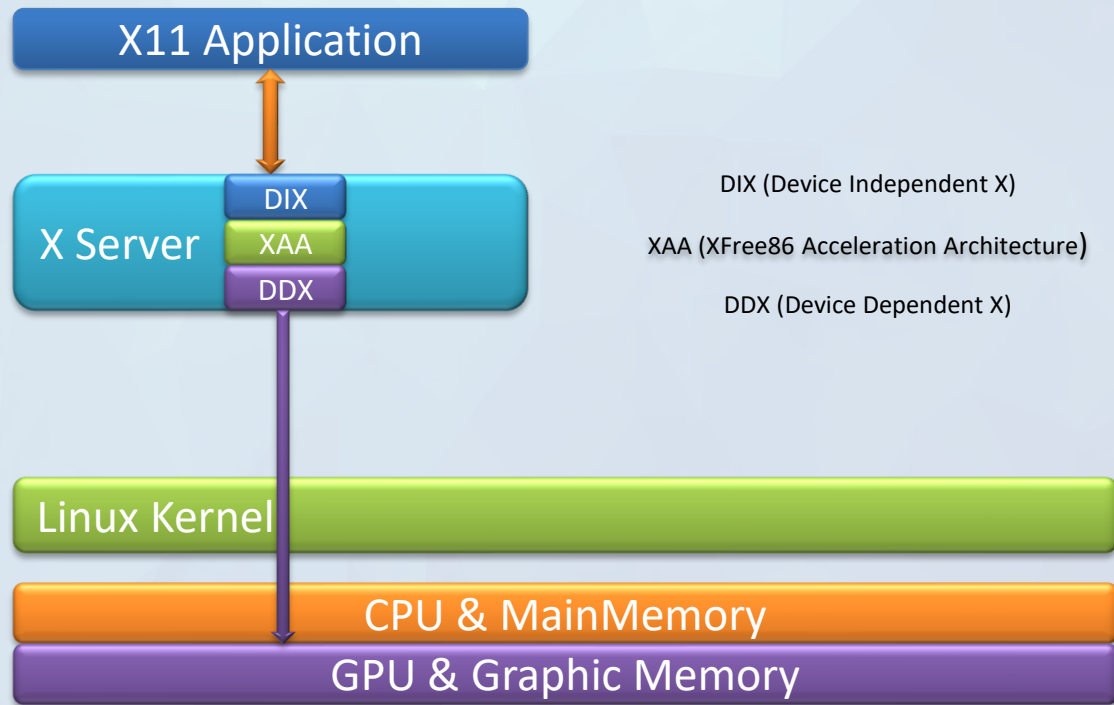 X11 Application
DIX
X Server
XAA
DDX
DIX (Device Independent X)
XAA (XFree86 Acceleration Architecture)
DDX (Device Dependent X)
Linux Kernel
CPU & MainMemory
GPU & Graphic Memory